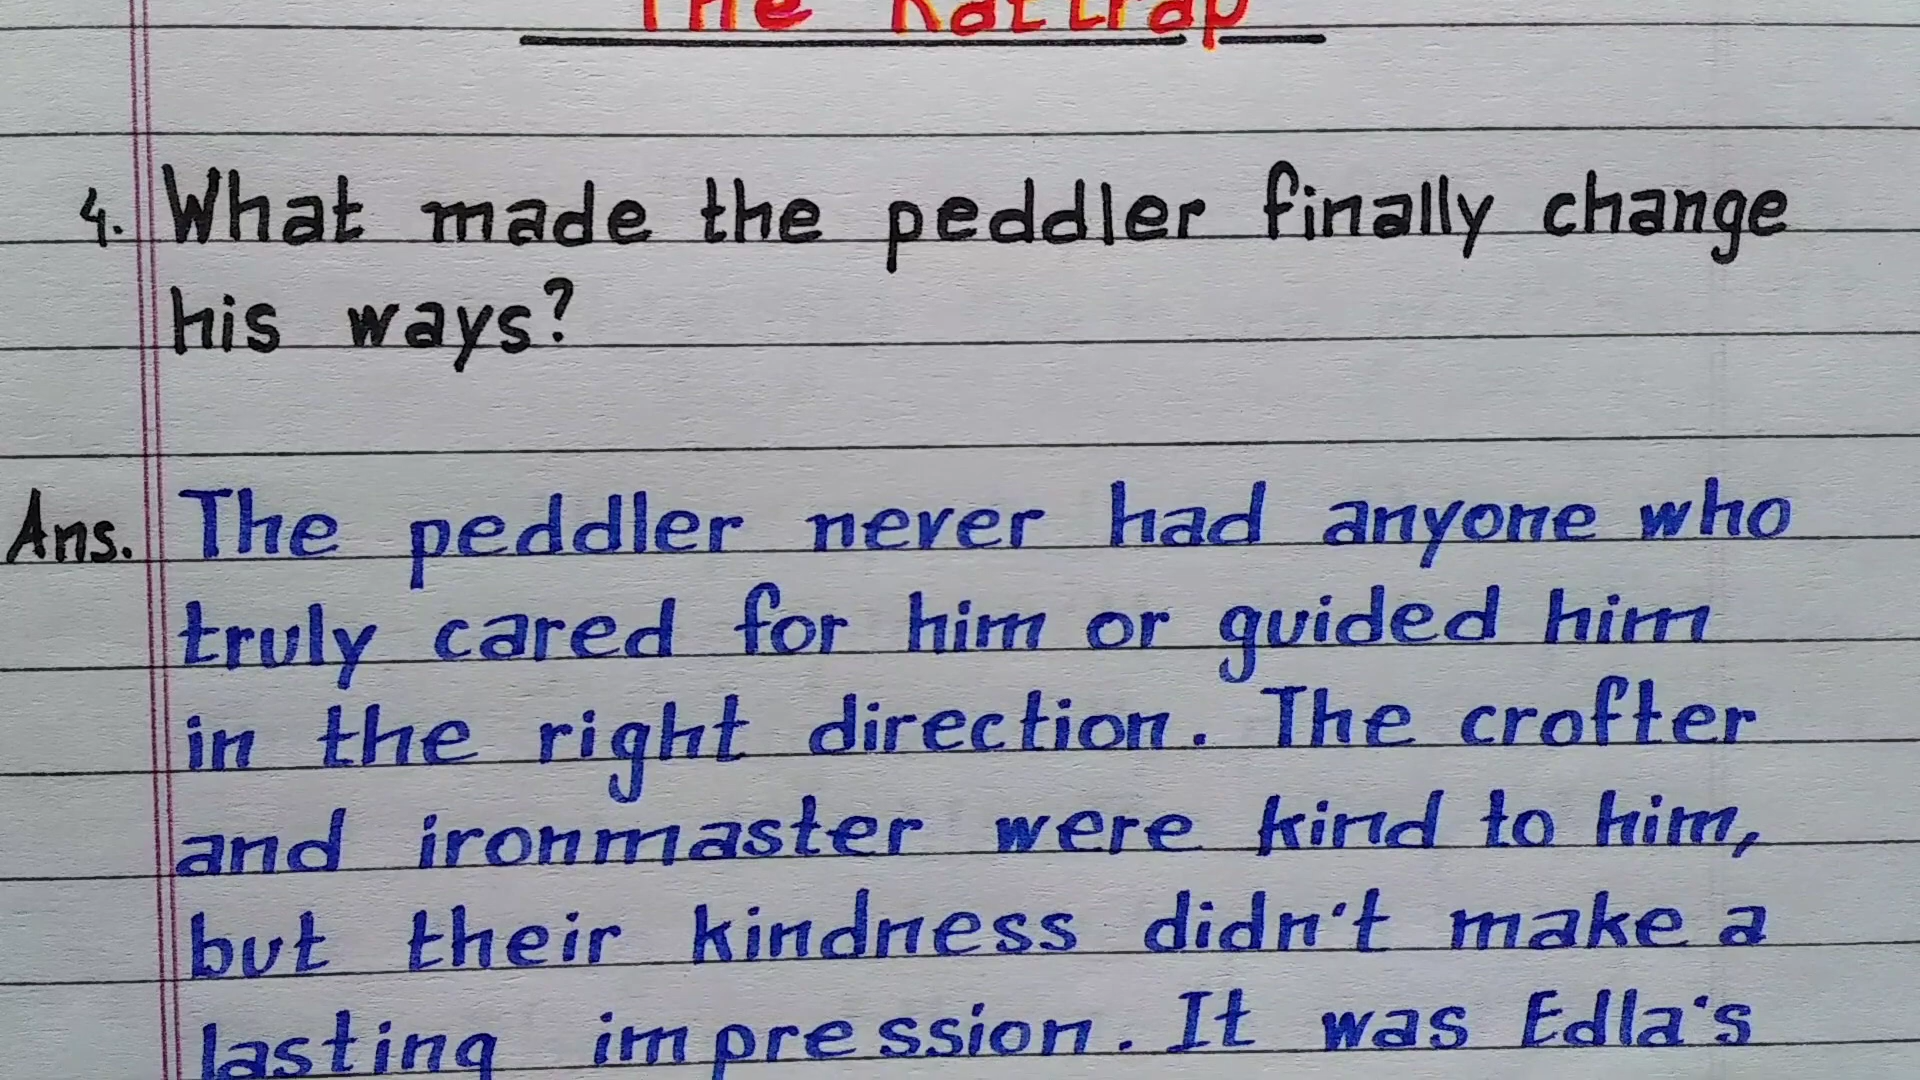 The Rattrap
4. What made the peddler finally change
his ways?
Ans. The peddler never had anyone who
truly cared for him or guided him
in the right direction. The crofter
and ironmaster were kind to him,
but their kindness didn't make a
lasting impression. It was Edla's